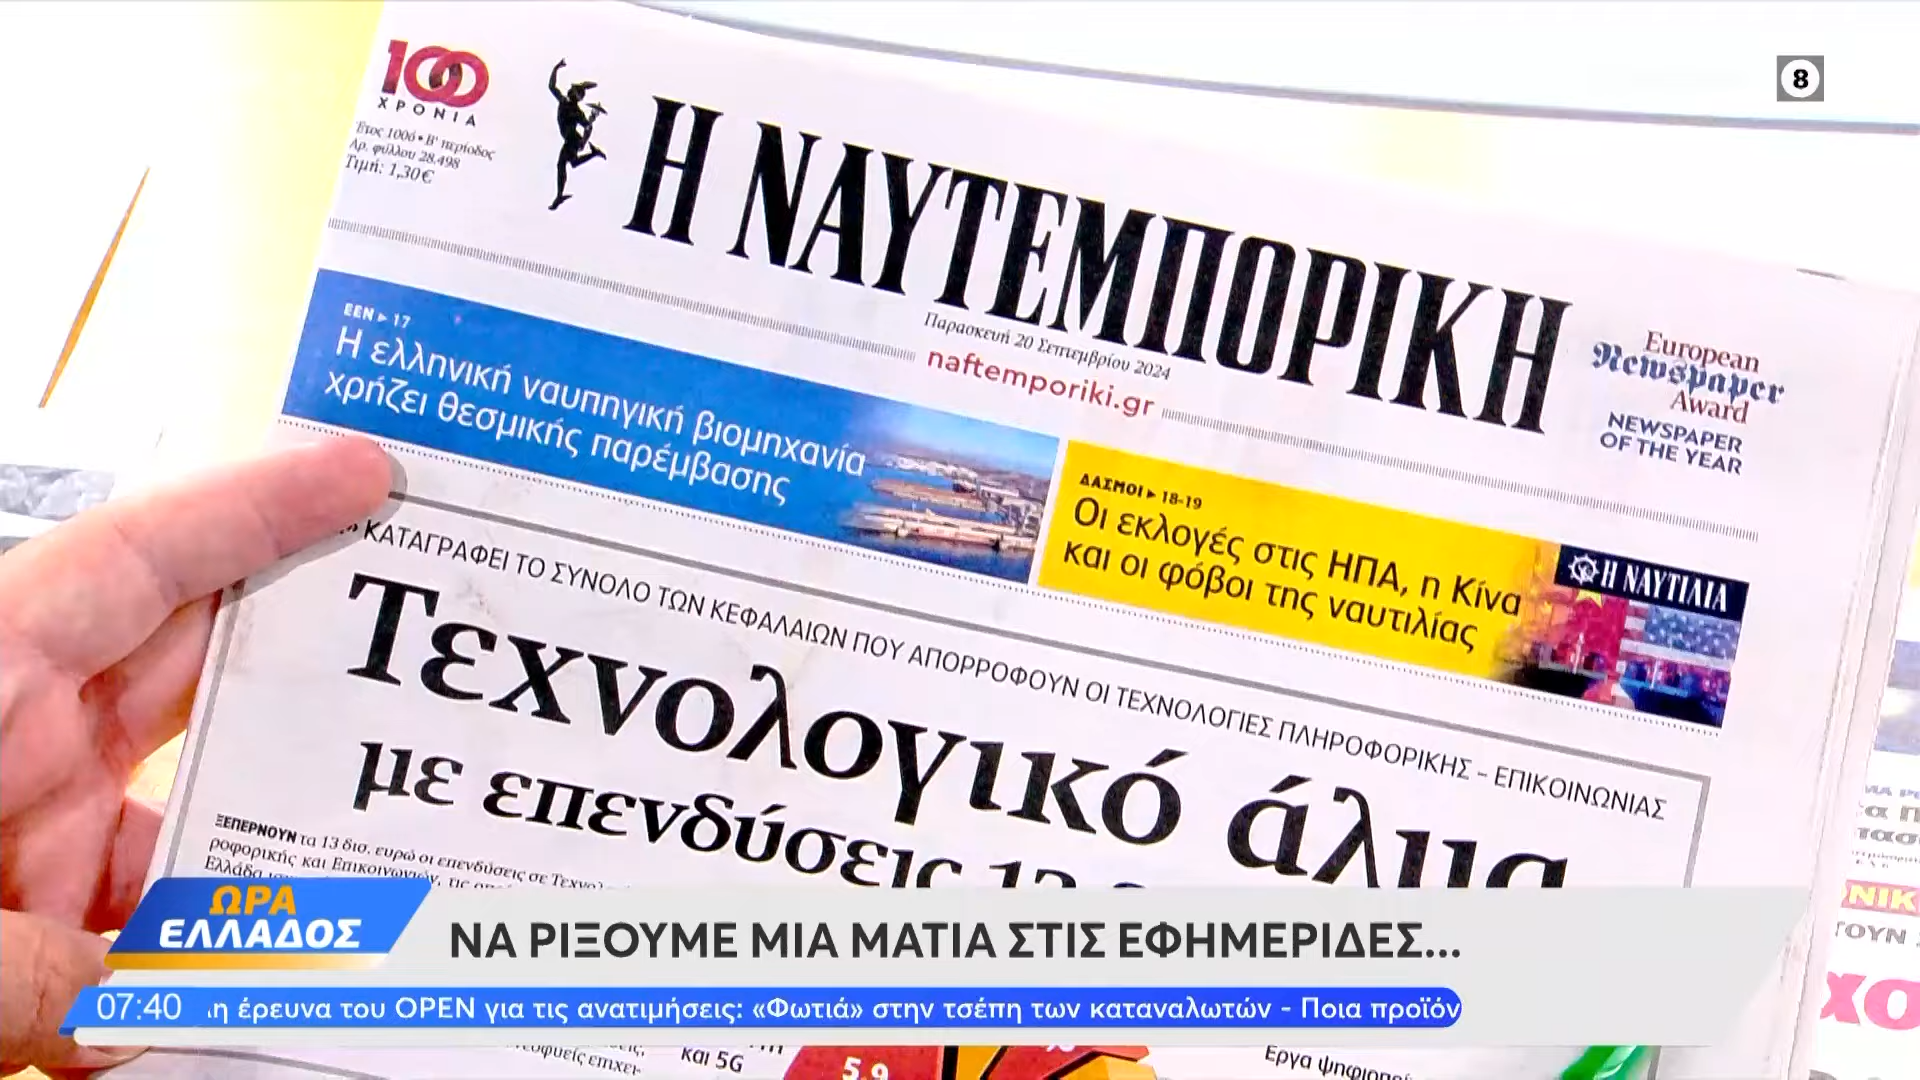 100
ΧΡΟΝΙΑ
Έτος 100ό • Β' περίοδος
Αρ. φύλλου 28.498
Τιμή: 1,30€
Η ΝΑΥΤΕΜΠΟΡΙΚΗ
8
Παρασκευή 20 Σεπτεμβρίου 2024
naftemporiki.gr
European
Newspaper
Award
NEWSPAPER
OF THE YEAR
ΕΕΝ ▸ 17
Η ελληνική ναυπηγική βιομηχανία
χρήζει θεσμικής παρέμβασης
ΔΑΣΜΟΙ ▸ 18-19
Οι εκλογές στις ΗΠΑ, η Κίνα
και οι φόβοι της ναυτιλίας
Η ΝΑΥΤΙΛΙΑ
ΚΑΤΑΓΡΑΦΕΙ ΤΟ ΣΥΝΟΛΟ ΤΩΝ ΚΕΦΑΛΑΙΩΝ ΠΟΥ ΑΠΟΡΡΟΦΟΥΝ ΟΙ ΤΕΧΝΟΛΟΓΙΕΣ ΠΛΗΡΟΦΟΡΙΚΗΣ – ΕΠΙΚΟΙΝΩΝΙΑΣ
Τεχνολογικό άλμα
με επενδύσεις
ΞΕΠΕΡΝΟΥΝ τα 13 δισ. ευρώ οι επενδύσεις σε
ροφορικής και Επικοινωνιών, τις
Ελλάδα
ΩΡΑ
ΕΛΛΑΔΟΣ
ΝΑ ΡΙΞΟΥΜΕ ΜΙΑ ΜΑΤΙΑ ΣΤΙΣ ΕΦΗΜΕΡΙΔΕΣ...
07:40 έρευνα του OPEN για τις ανατιμήσεις: «Φωτιά» στην τσέπη των καταναλωτών - Ποια προϊόν
και 5G
5,9